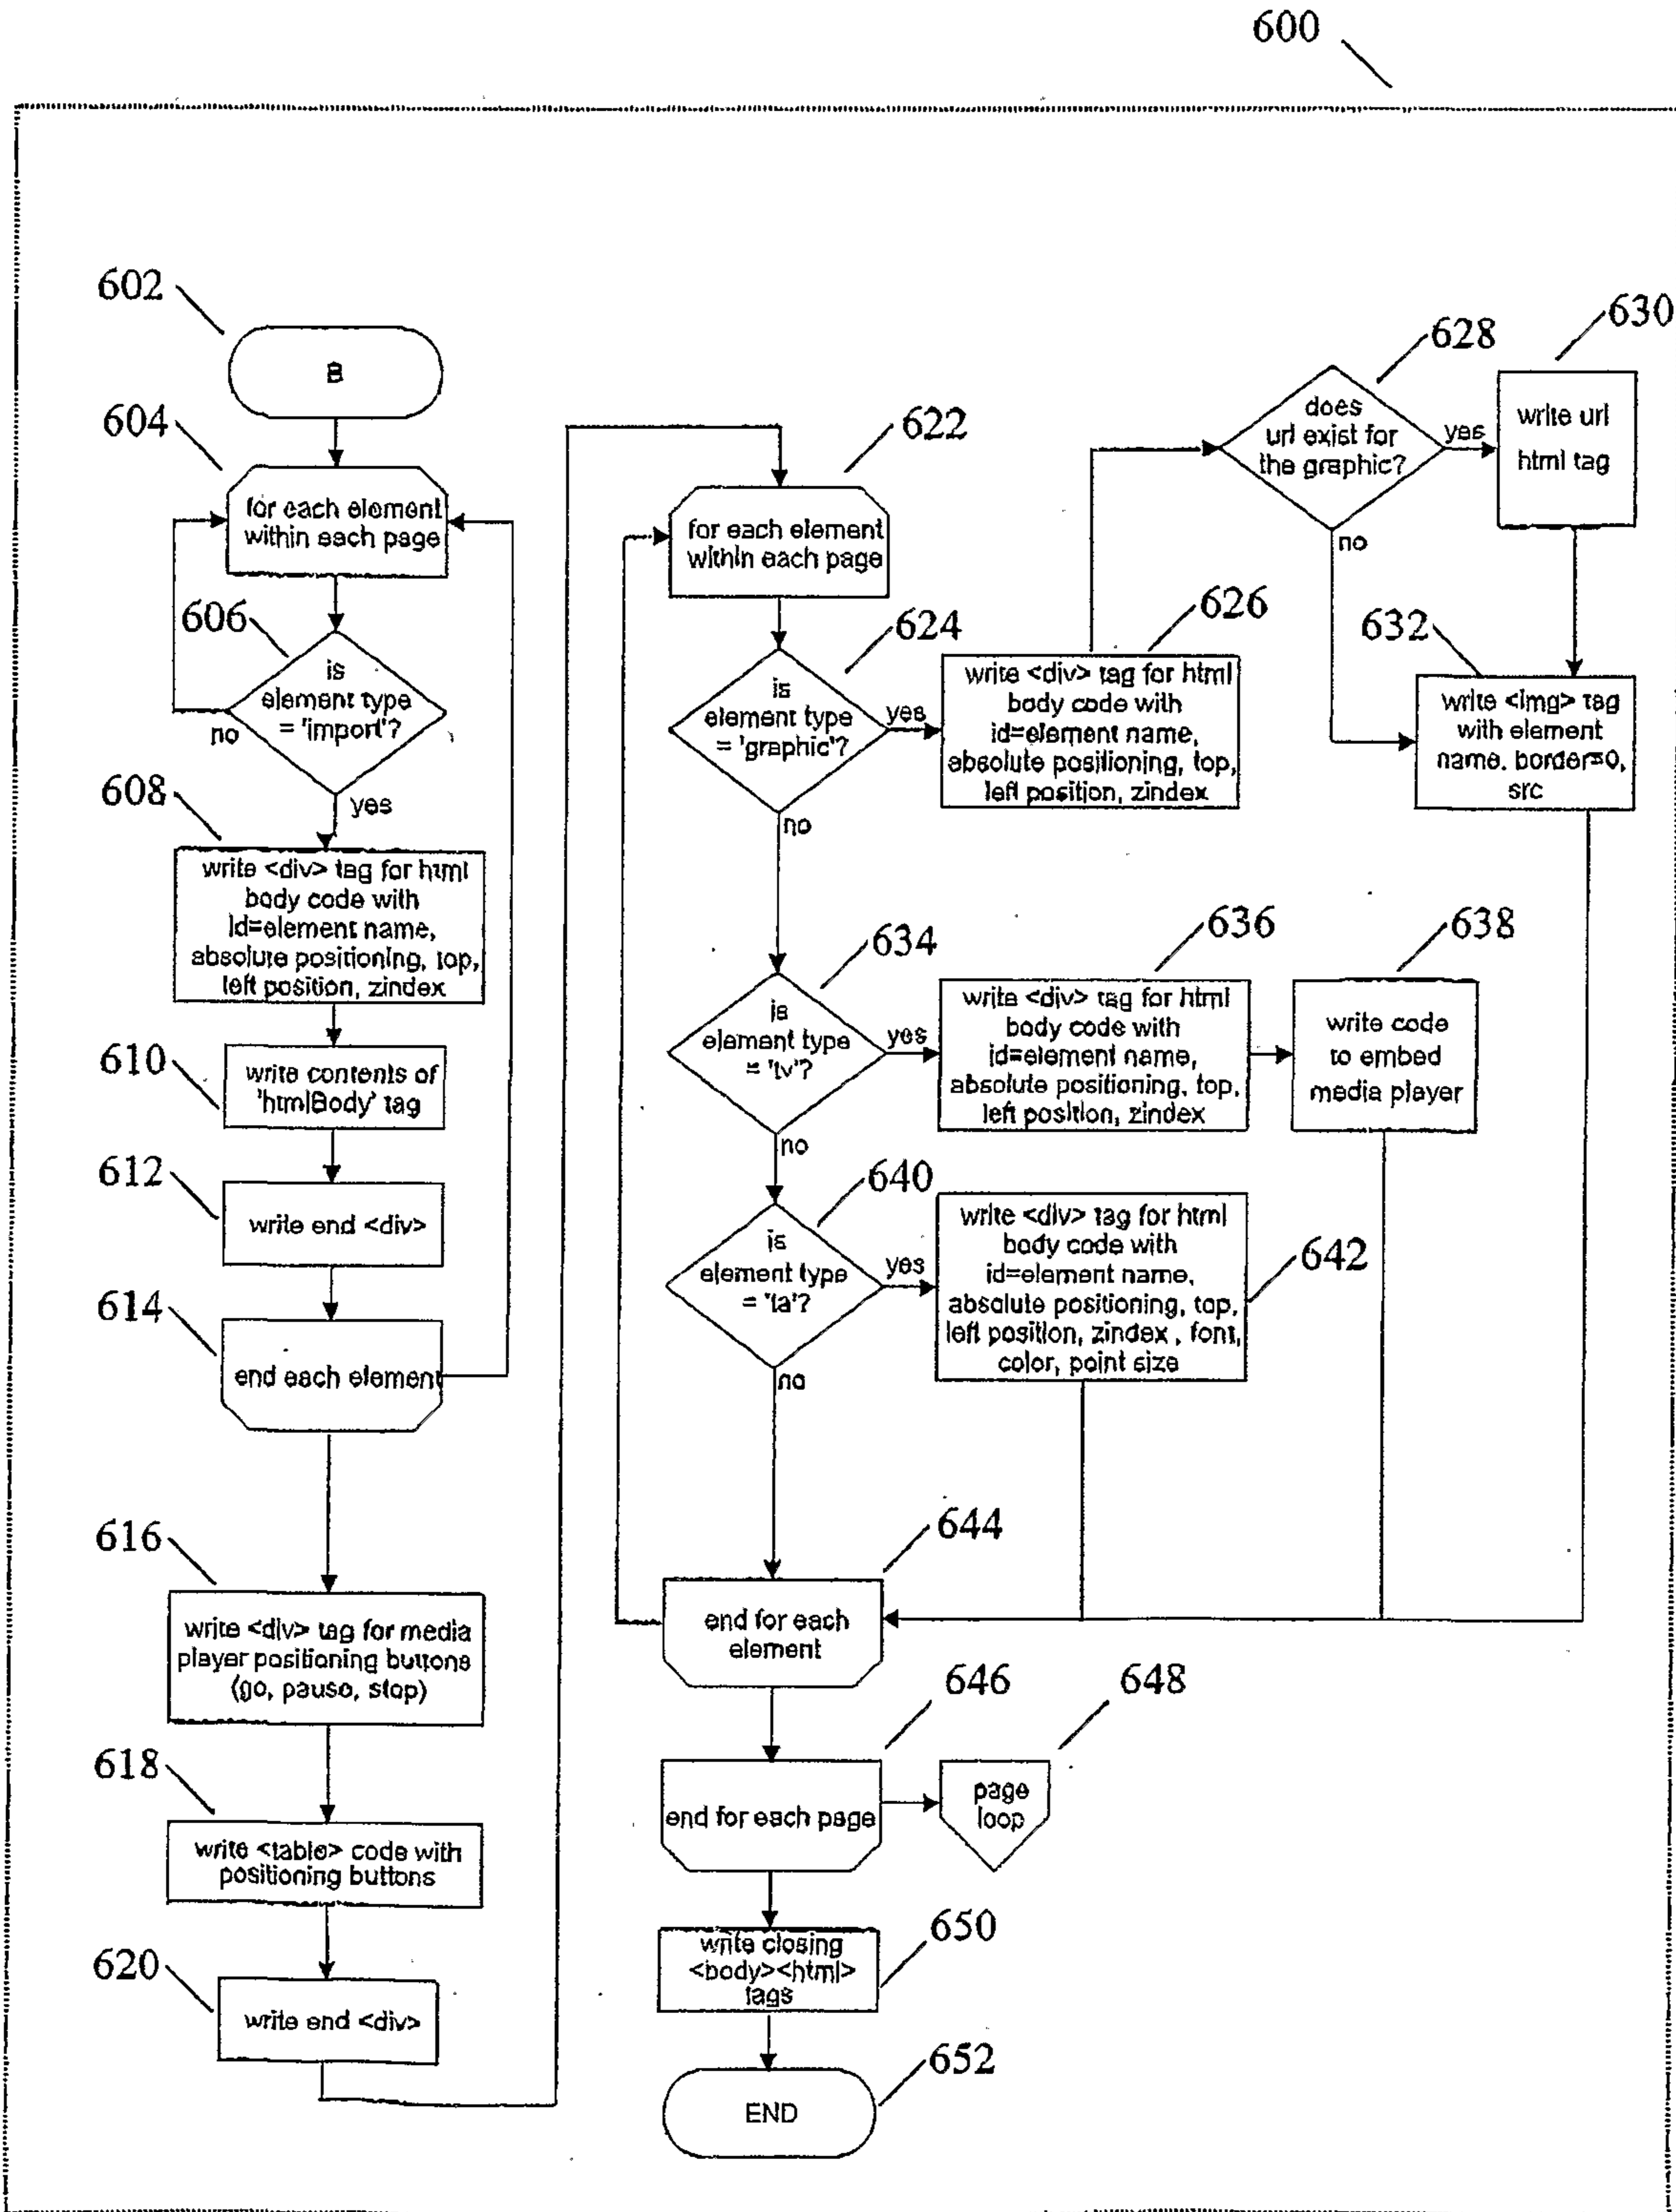 600
602
B
604
for each element
within each page
606
is
element type
= 'import'?
no
yes
608
write <div> tag for html
body code with
id=element name,
absolute positioning, top,
left position, zindex
610
write contents of
'htmlBody' tag
612
write end <div>
614
end each element
616
write <div> tag for media
player positioning buttons
(go, pause, stop)
618
write <table> code with
positioning buttons
620
write end <div>
622
for each element
within each page
624
is
element type
= 'graphic'?
yes
no
626
write <div> tag for html
body code with
id=element name,
absolute positioning, top,
left position, zindex
628
does
url exist for
the graphic?
yes
no
630
write url
html tag
632
write <img> tag
with element
name, border=0,
src
634
is
element type
= 'tv'?
yes
no
636
write <div> tag for html
body code with
id=element name,
absolute positioning, top,
left position, zindex
638
write code
to embed
media player
640
is
element type
= 'ta'?
yes
no
642
write <div> tag for html
body code with
id=element name,
absolute positioning, top,
left position, zindex , font,
color, point size
644
end for each
element
646
end for each page
648
page
loop
650
write closing
<body><html>
tags
652
END